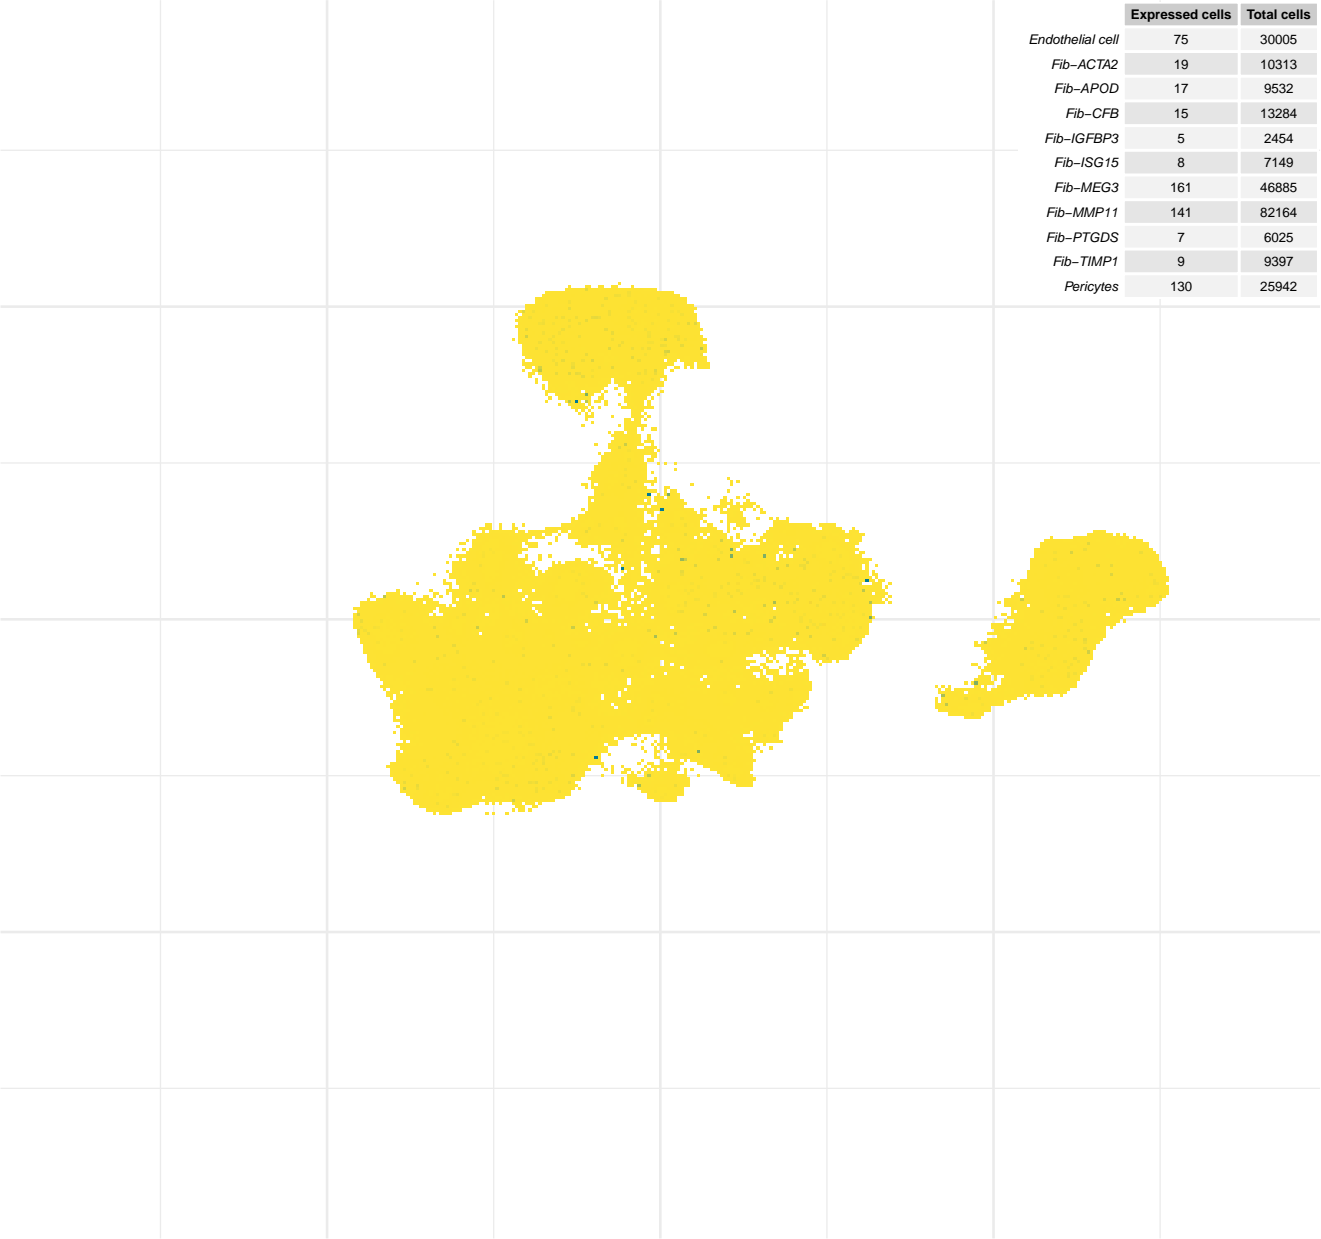 Expressed cells Total cells
Endothelial cell 75 30005
Fib−ACTA2 19 10313
Fib−APOD 17 9532
Fib−CFB 15 13284
Fib−IGFBP3 5 2454
Fib−ISG15 8 7149
Fib−MEG3 161 46885
Fib−MMP11 141 82164
Fib−PTGDS 7 6025
Fib−TIMP1 9 9397
Pericytes 130 25942